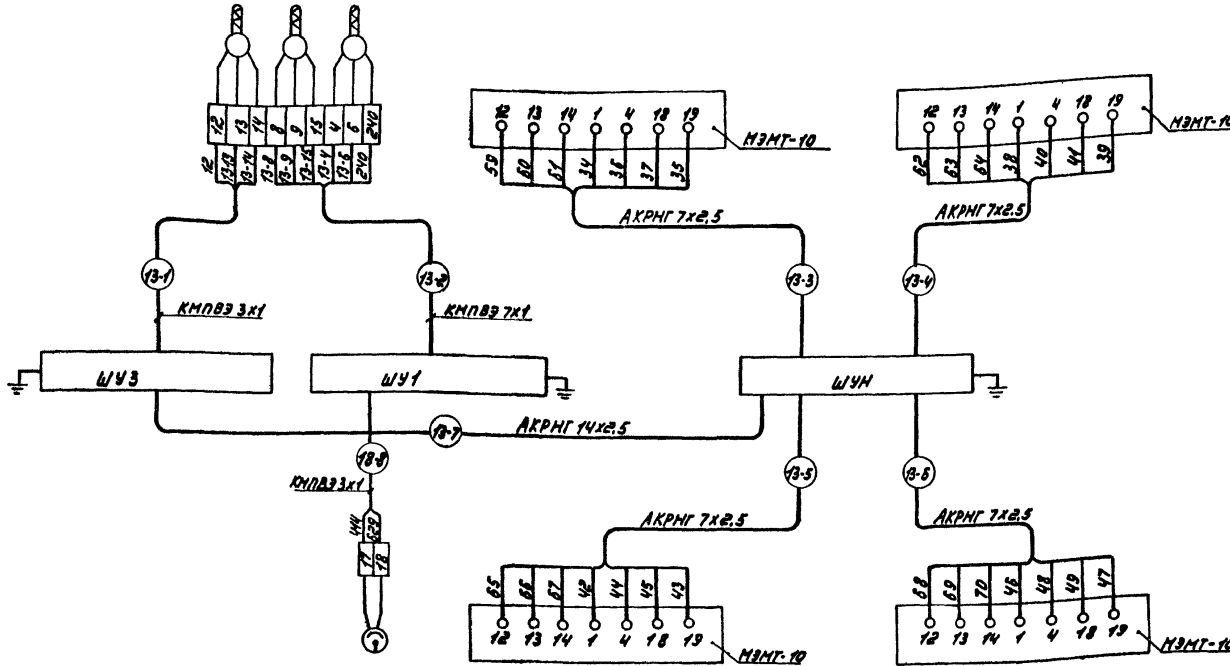 12 13 14 8 9 15 4 6 240
12 13-13 13-14 13-8 13-9 13-15 13-4 13-6 240
12 13 14 1 4 18 19
МЭМТ-10
59 60 61 34 36 37 35
АКРНГ 7х2,5
12 13 14 1 4 18 19
МЭМТ-10
62 63 64 38 40 41 39
АКРНГ 7х2,5
13-1
13-2
13-3
13-4
КМПВЭ 3х1
КМПВЭ 7х1
ШУ3
ШУ1
ШУН
13-7
АКРНГ 14х2,5
13-8
13-5
13-6
КМПВЭ 3х1
АКРНГ 7х2,5
АКРНГ 7х2,5
629
17 18
65 66 67 42 44 45 43
12 13 14 1 4 18 19
МЭМТ-10
68 69 70 46 48 49 47
12 13 14 1 4 18 19
МЭМТ-10